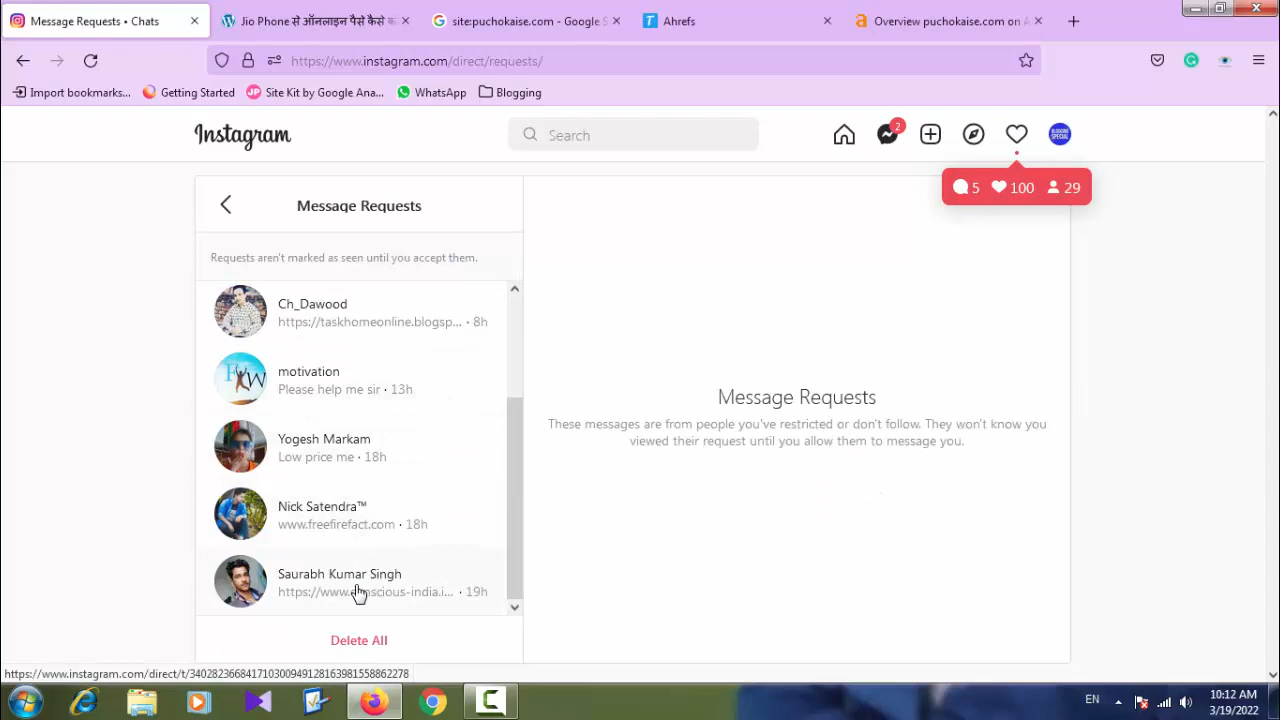 Message Requests • Chats
Jio Phone से ऑनलाइन पैसे कैसे
site:puchokaise.com - Google S
Ahrefs
Overview puchokaise.com on A
https://www.instagram.com/direct/requests/
Import bookmarks...
Getting Started
JP Site Kit by Google Ana...
WhatsApp
Blogging
Instagram
Search
2
BLOGGING SPECIAL
5 100 29
Message Requests
Requests aren't marked as seen until you accept them.
Ch_Dawood
https://taskhomeonline.blogsp... • 8h
motivation
Please help me sir • 13h
Yogesh Markam
Low price me • 18h
Nick Satendra™
www.freefirefact.com • 18h
Saurabh Kumar Singh
https://www. nscious-india.i... • 19h
Delete All
Message Requests
These messages are from people you've restricted or don't follow. They won't know you
viewed their request until you allow them to message you.
https://www.instagram.com/direct/t/340282366841710300949128163981558862278
EN
10:12 AM
3/19/2022